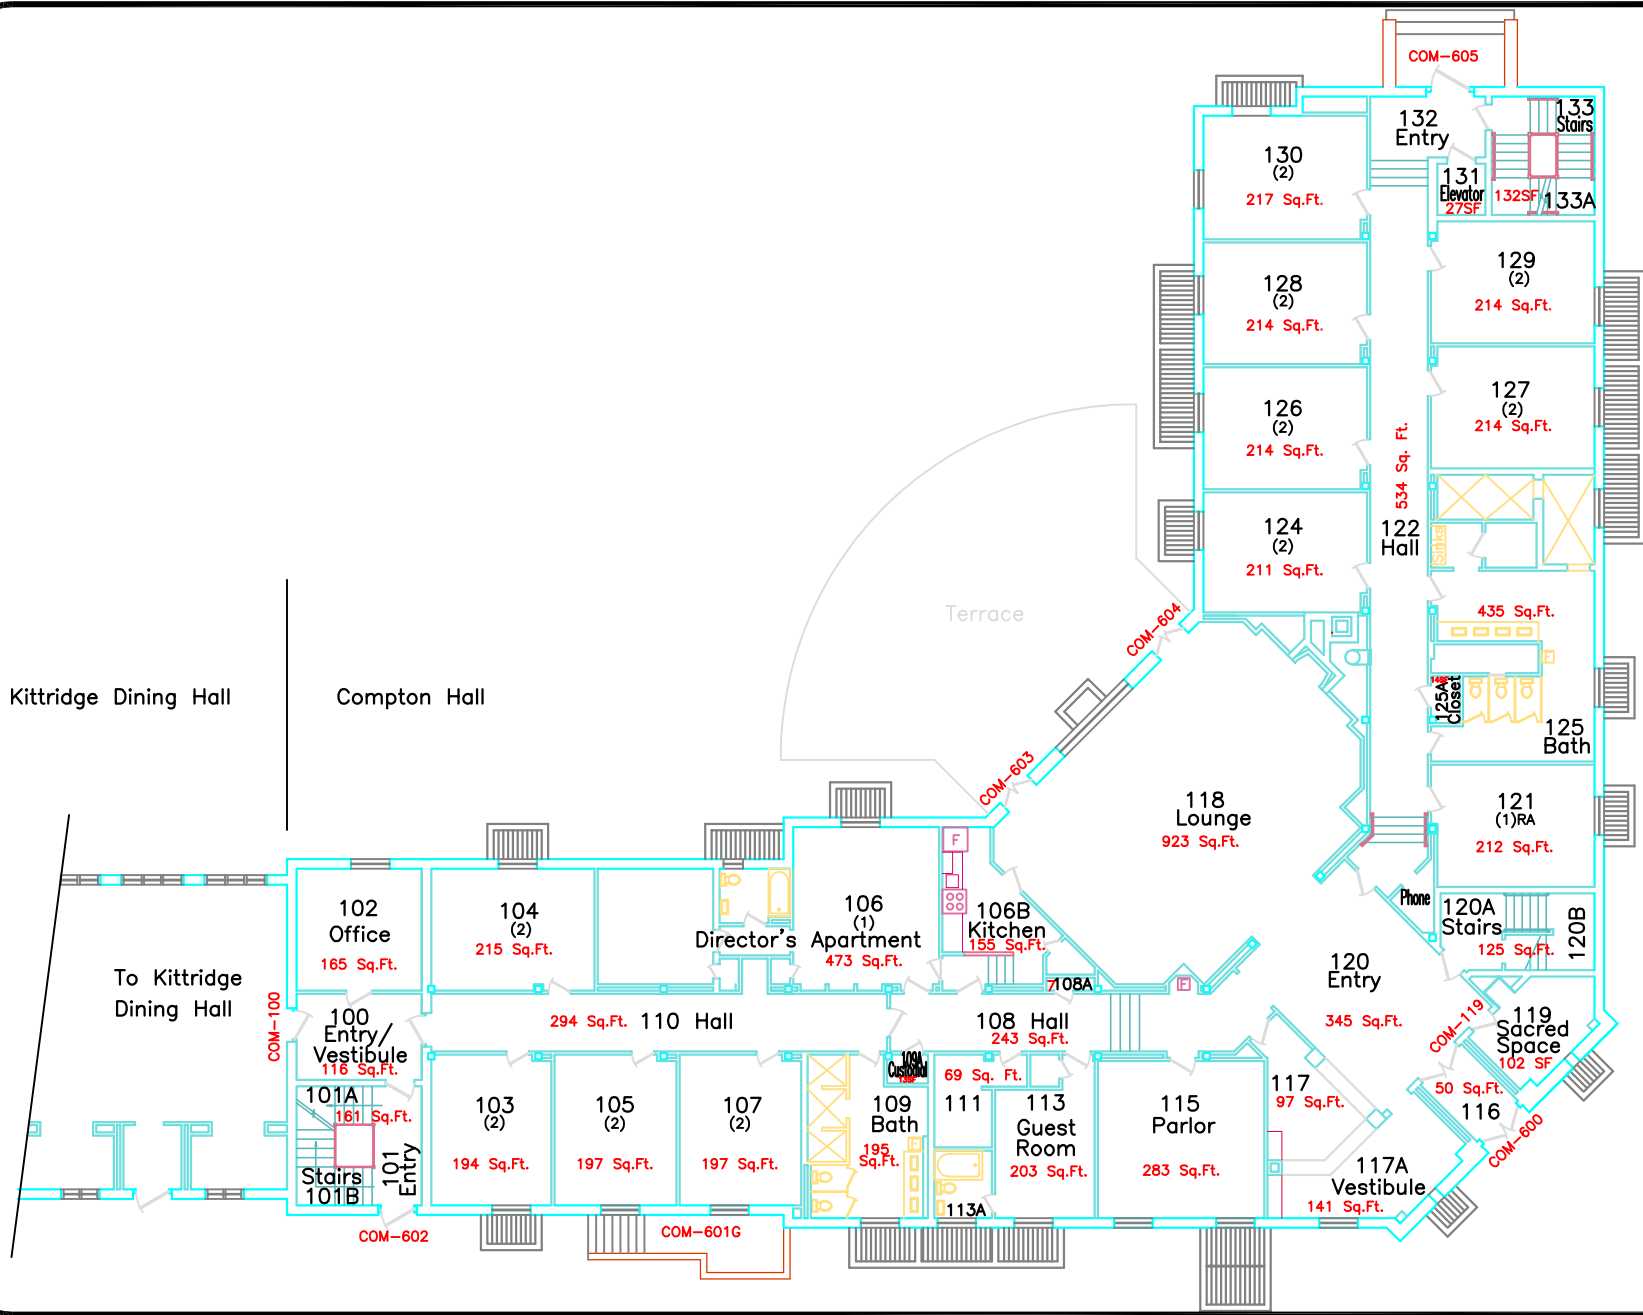 COM-605
132
Entry
133
Stairs
130
(2)
217 Sq.Ft.
131
Elevator
27SF
132SF
133A
128
(2)
214 Sq.Ft.
129
(2)
214 Sq.Ft.
126
(2)
214 Sq.Ft.
127
(2)
214 Sq.Ft.
534 Sq. Ft.
124
(2)
211 Sq.Ft.
122
Hall
Sinks
Terrace
COM-604
435 Sq.Ft.
F
Kittridge Dining Hall
Compton Hall
125A
Closet
125
Bath
COM-603
118
Lounge
923 Sq.Ft.
121
(1)RA
212 Sq.Ft.
F
102
Office
165 Sq.Ft.
104
(2)
215 Sq.Ft.
Director's
106
(1)
Apartment
473 Sq.Ft.
106B
Kitchen
155 Sq.Ft.
Phone
120A
Stairs
125 Sq.Ft.
120B
To Kittridge
Dining Hall
7
108A
F
120
Entry
345 Sq.Ft.
COM-100
100
Entry/
Vestibule
116 Sq.Ft.
294 Sq.Ft.
110 Hall
108 Hall
243 Sq.Ft.
COM-119
119
Sacred
Space
102 SF
101A
161 Sq.Ft.
Stairs
101B
101
Entry
103
(2)
194 Sq.Ft.
105
(2)
197 Sq.Ft.
107
(2)
197 Sq.Ft.
109A
Custodial
109
Bath
195
Sq.Ft.
F
69 Sq. Ft.
111
113
Guest
Room
203 Sq.Ft.
113A
115
Parlor
283 Sq.Ft.
117
97 Sq.Ft.
50 Sq.Ft.
116
COM-600
117A
Vestibule
141 Sq.Ft.
COM-602
COM-601G